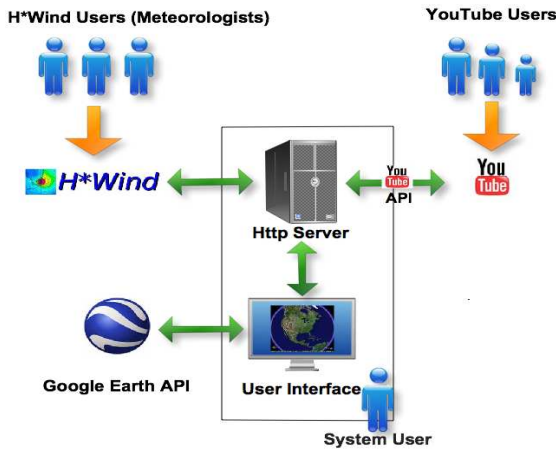 H*Wind Users (Meteorologists)
YouTube Users
H*Wind
You
Tube
API
You
Tube
Http Server
Google Earth API
User Interface
System User